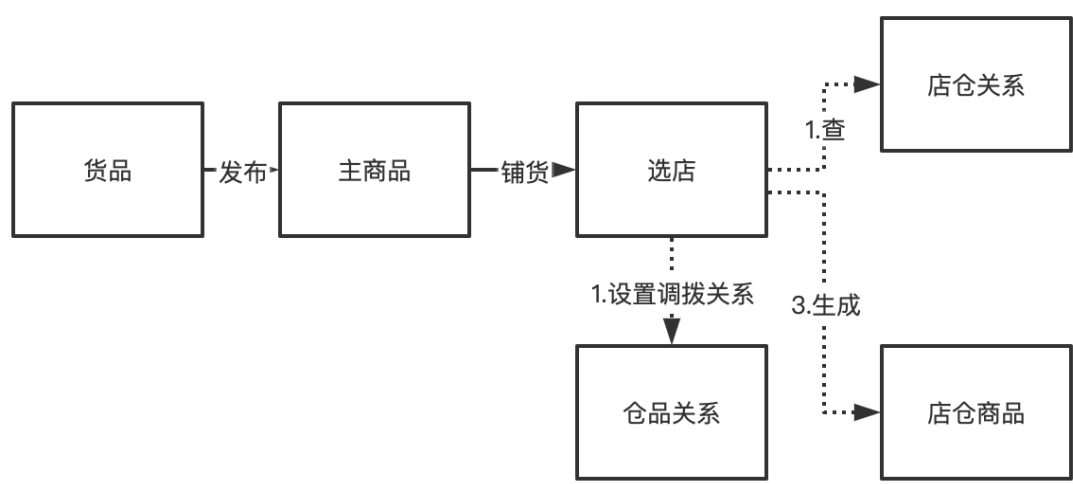 店仓关系
1.查
货品
发布
主商品
铺货
选店
1.设置调拨关系
3.生成
仓品关系
店仓商品